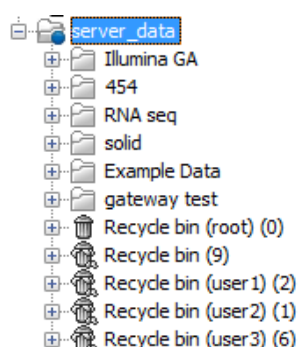 server_data
Illumina GA
454
RNA seq
solid
Example Data
gateway test
Recycle bin (root) (0)
Recycle bin (9)
Recycle bin (user1) (2)
Recycle bin (user2) (1)
Recycle bin (user3) (6)